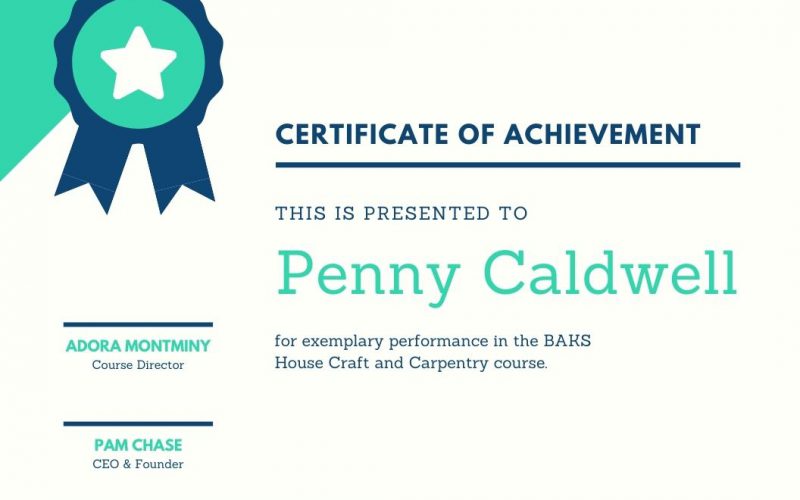 CERTIFICATE OF ACHIEVEMENT
THIS IS PRESENTED TO
Penny Caldwell
for exemplary performance in the BAKS
House Craft and Carpentry course.
ADORA MONTMINY
Course Director
PAM CHASE
CEO & Founder